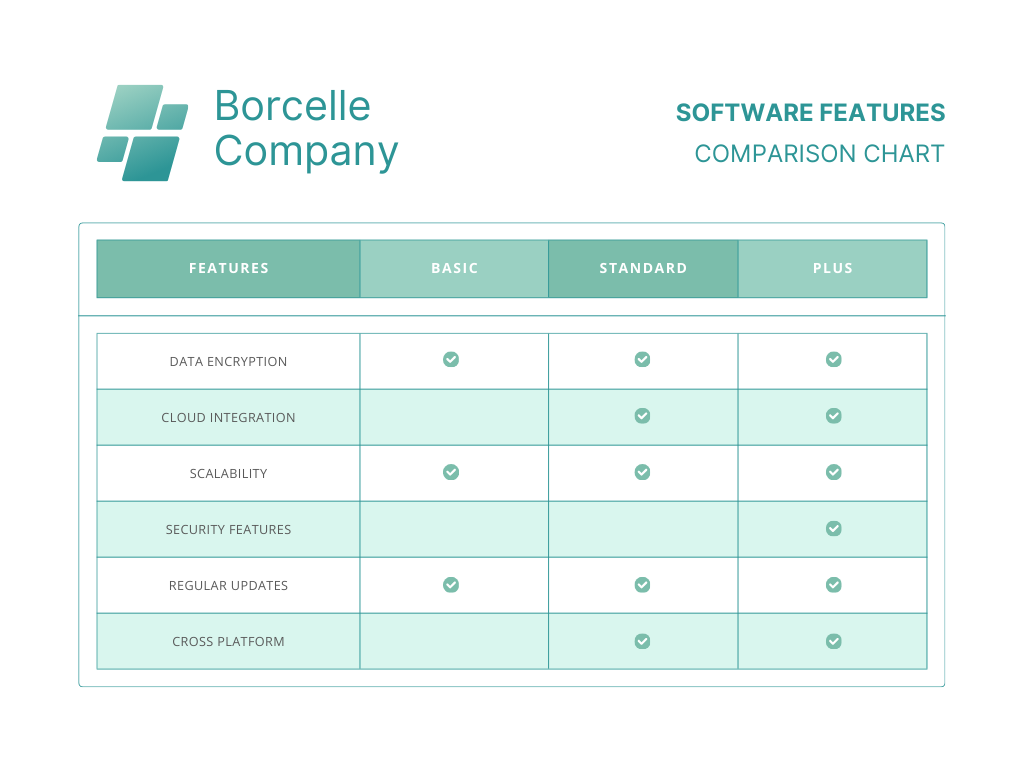 Borcelle
Company
SOFTWARE FEATURES
COMPARISON CHART
FEATURES BASIC STANDARD PLUS
DATA ENCRYPTION
CLOUD INTEGRATION
SCALABILITY
SECURITY FEATURES
REGULAR UPDATES
CROSS PLATFORM